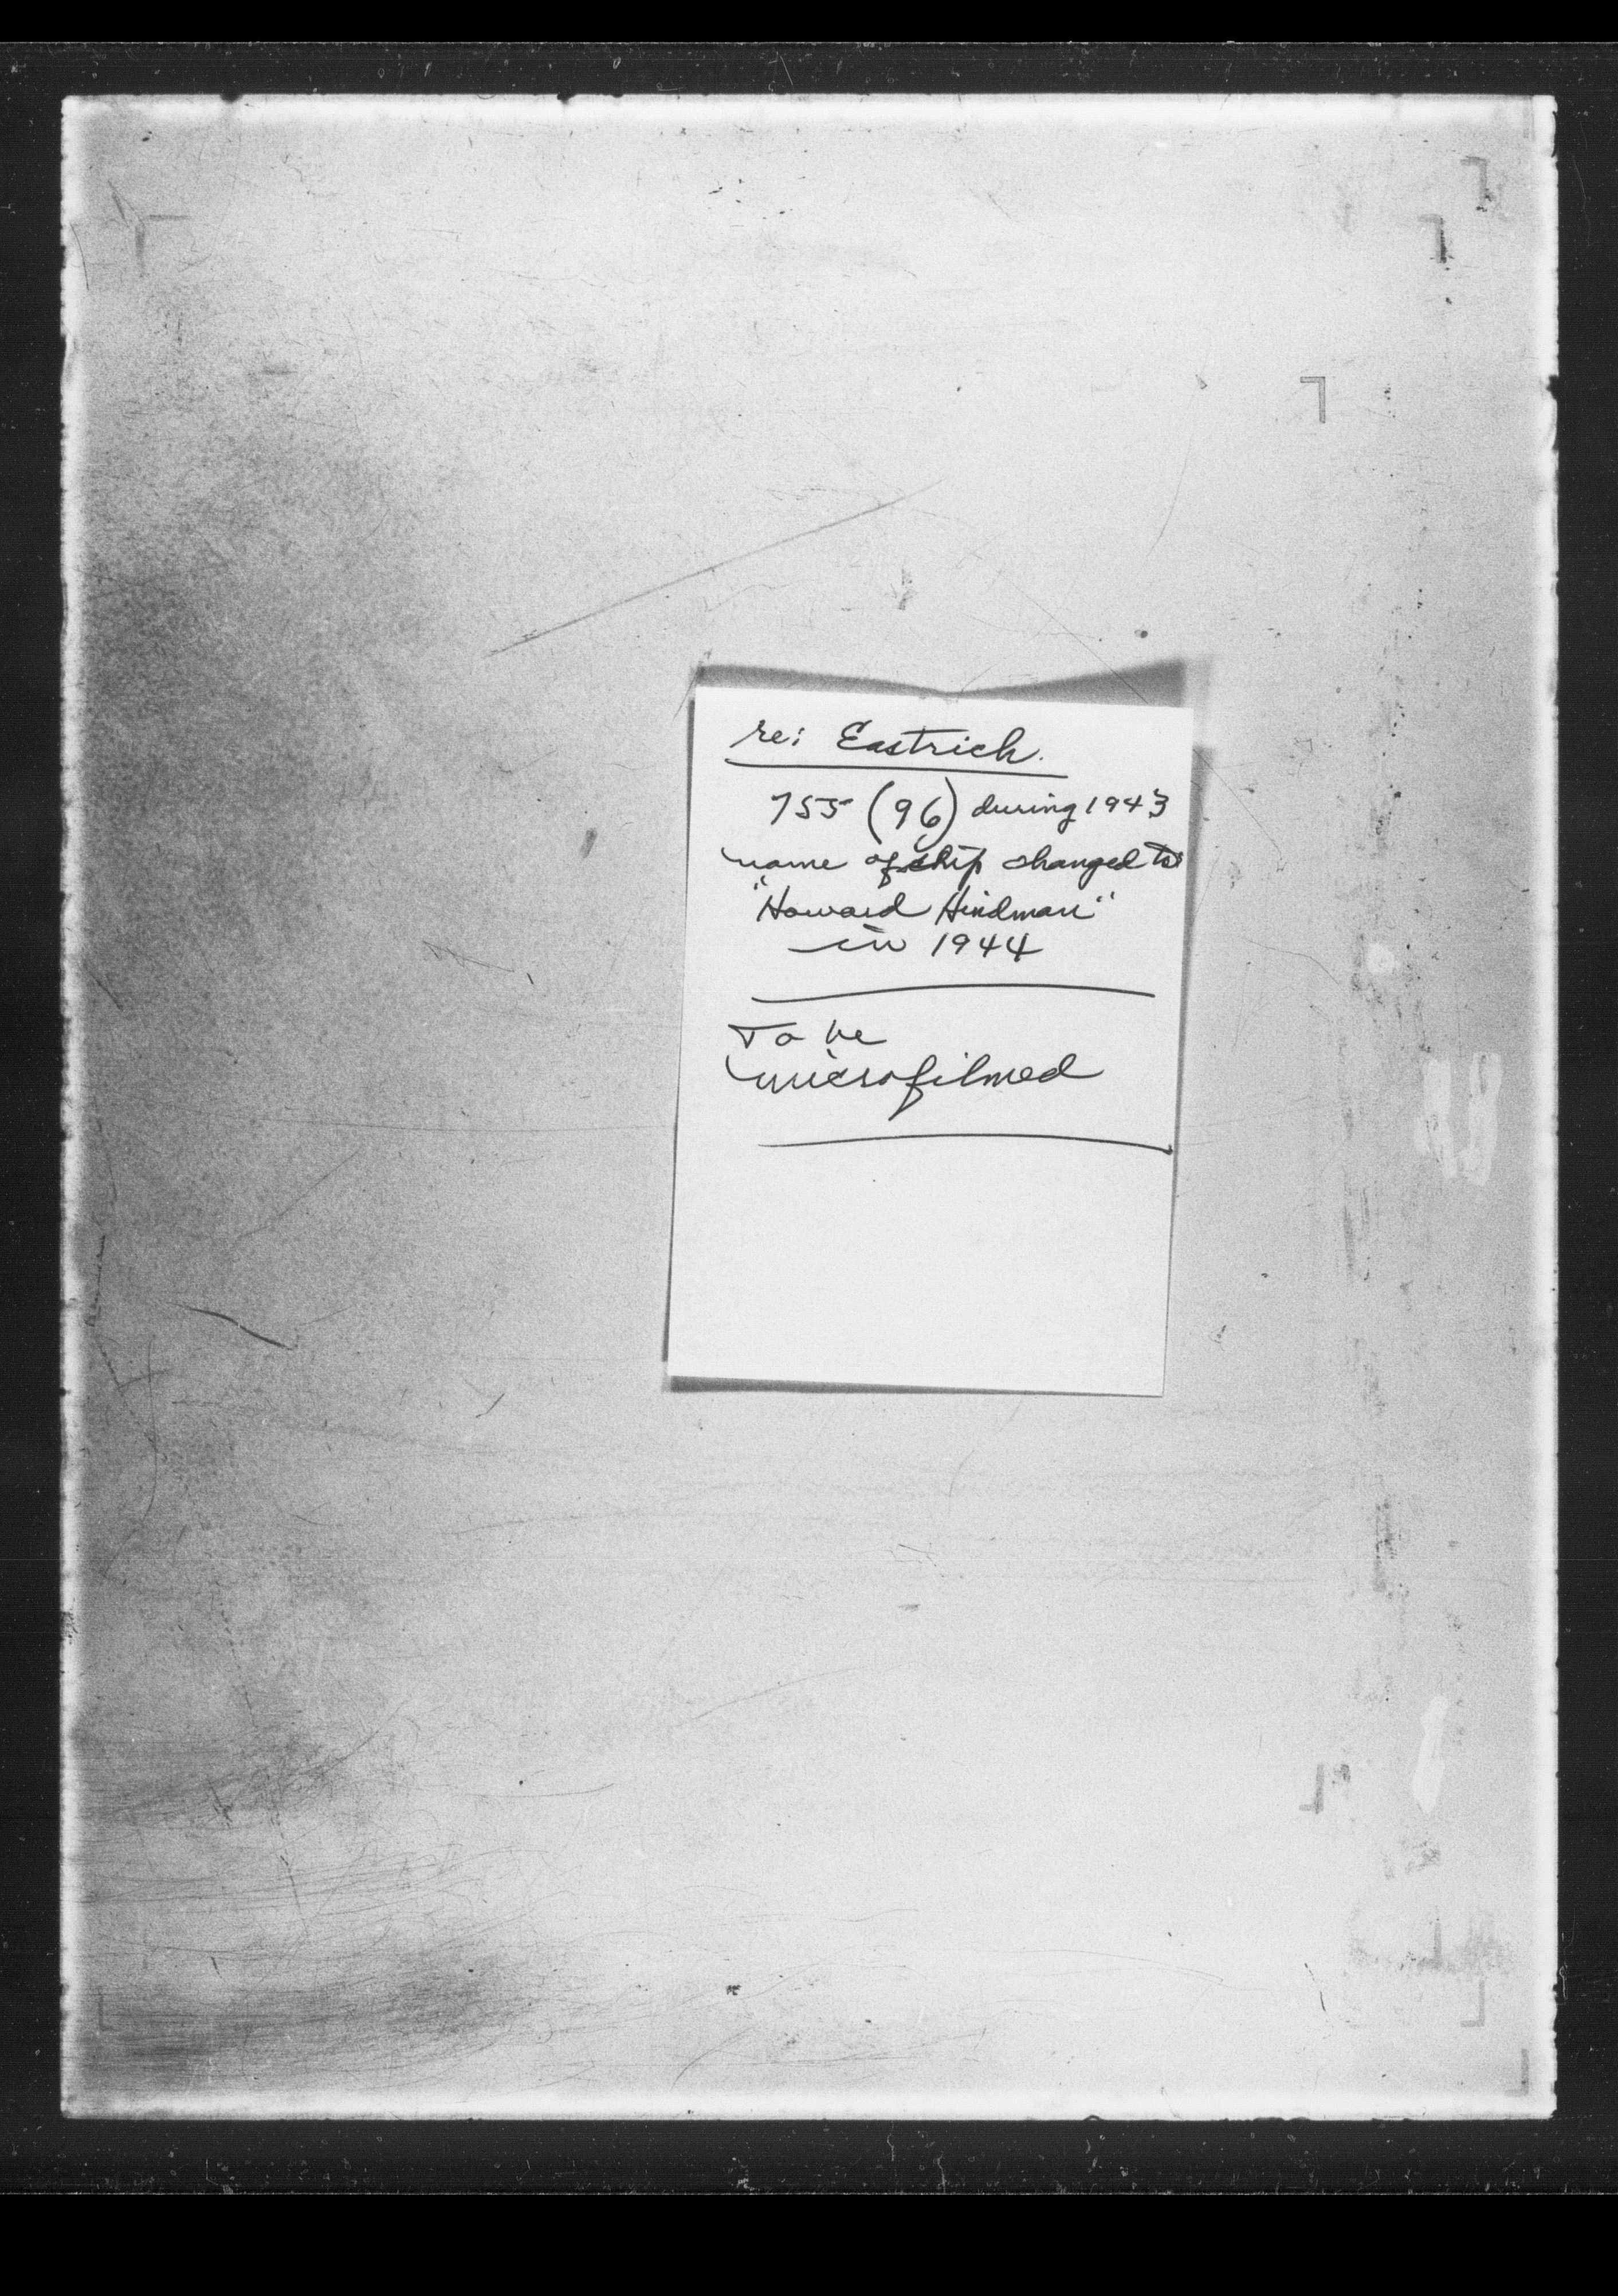 re: Eastrich.
755 (96) during 1943
name of ship changed to
"Howard Hindman"
in 1944
To be
microfilmed